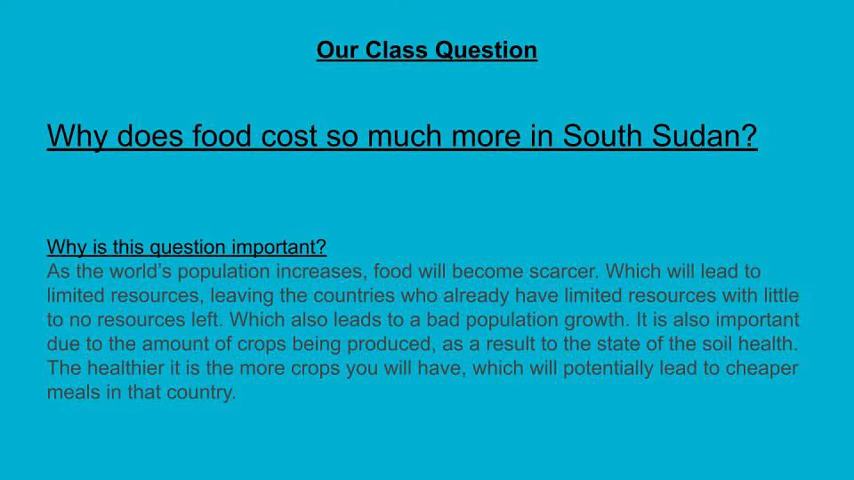 Our Class Question
Why does food cost so much more in South Sudan?
Why is this question important?
As the world’s population increases, food will become scarcer. Which will lead to
limited resources, leaving the countries who already have limited resources with little
to no resources left. Which also leads to a bad population growth. It is also important
due to the amount of crops being produced, as a result to the state of the soil health.
The healthier it is the more crops you will have, which will potentially lead to cheaper
meals in that country.